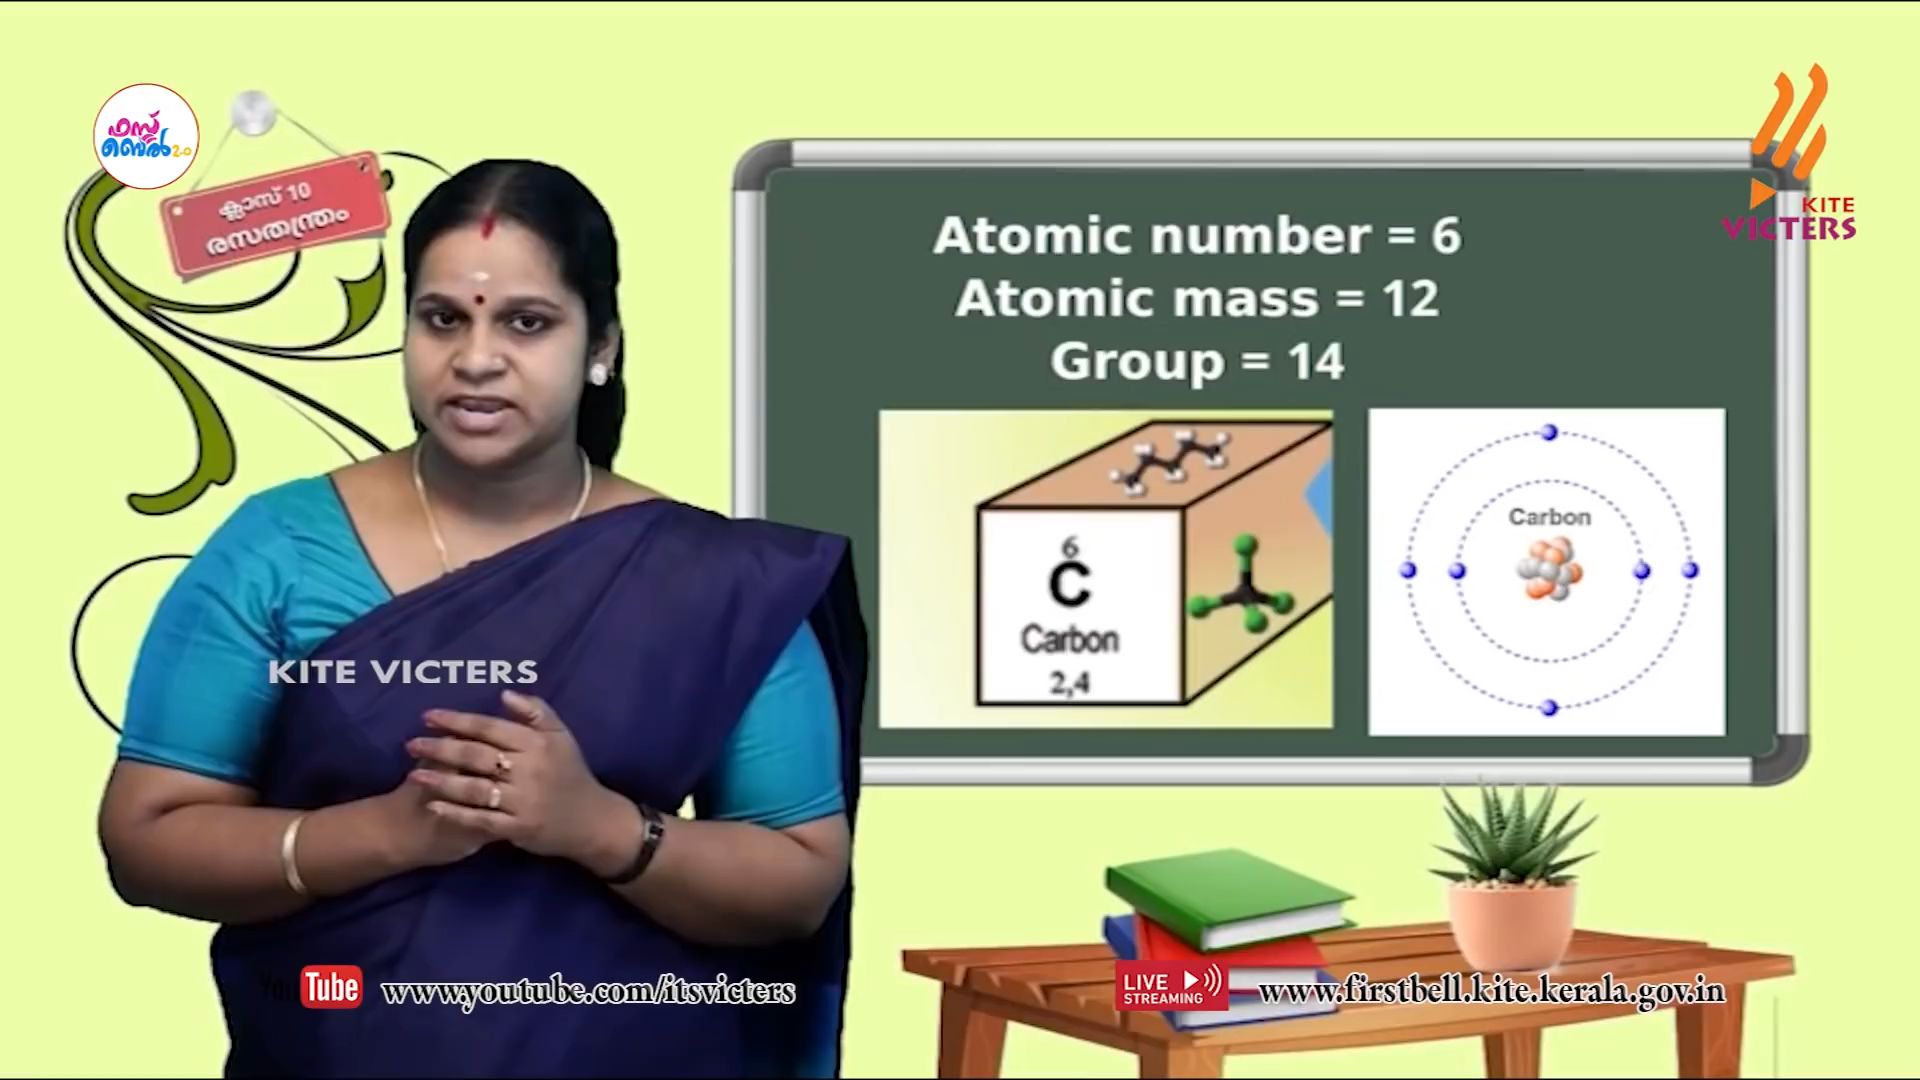 ഫസ്റ്റ്
ബെൽ 2.0
ക്ലാസ് 10
രസതന്ത്രം
KITE
VICTERS
Atomic number = 6
Atomic mass = 12
Group = 14
6
C
Carbon
2,4
Carbon
KITE VICTERS
YouTube
www.youtube.com/itsvicters
LIVE
STREAMING
www.firstbell.kite.kerala.gov.in